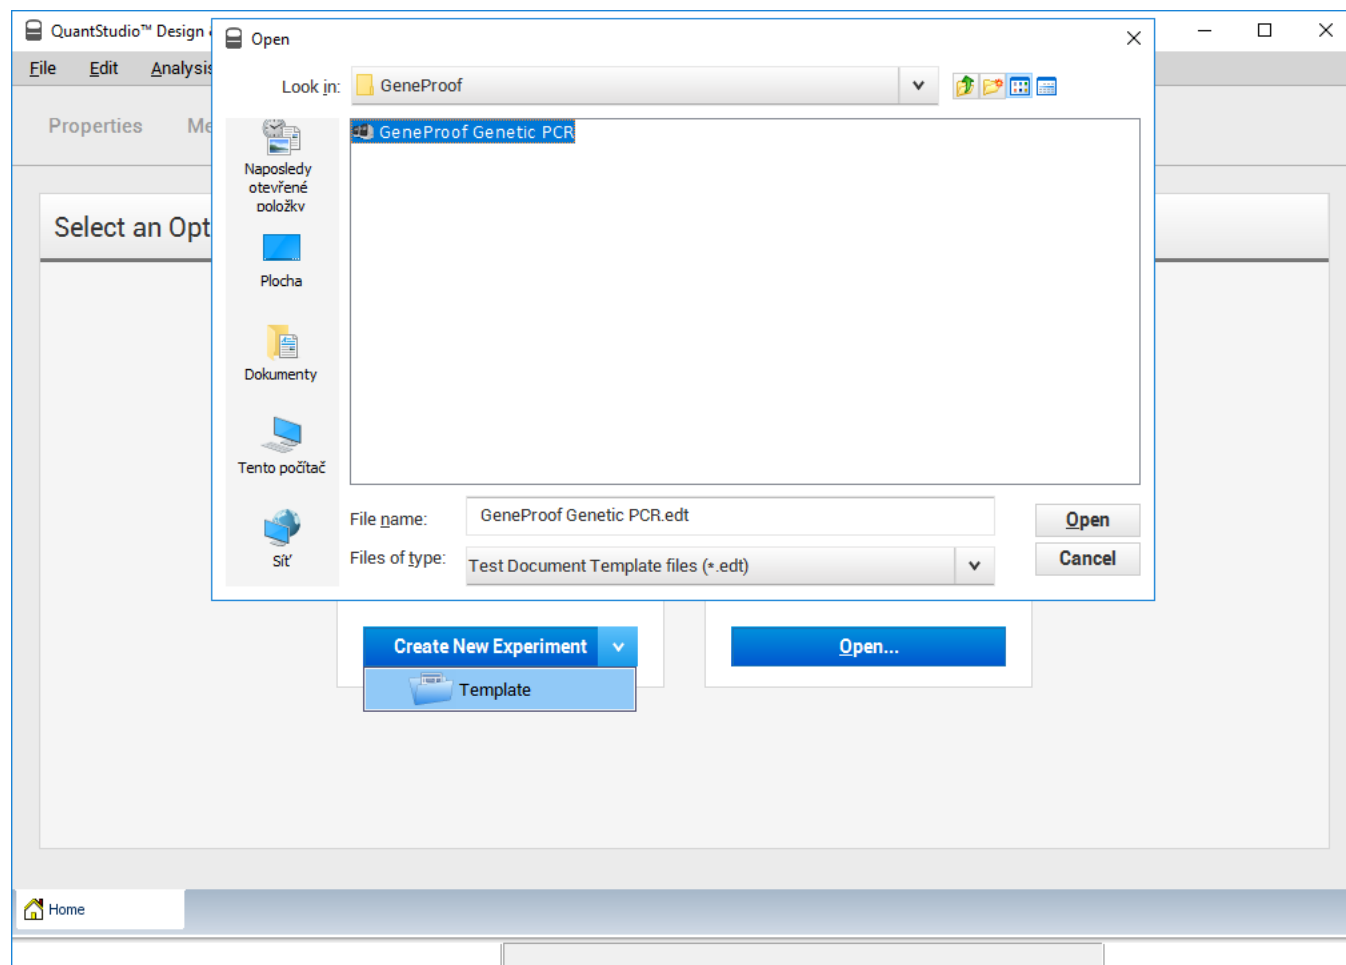 QuantStudio™ Design
Open
File Edit Analysis
Look in: GeneProof
Properties Me
GeneProof Genetic PCR
Naposledy
otevřené
položky
Select an Opt
Plocha
Dokumenty
Tento počítač
Síť
File name: GeneProof Genetic PCR.edt
Open
Files of type: Test Document Template files (*.edt)
Cancel
Create New Experiment
Open...
Template
Home